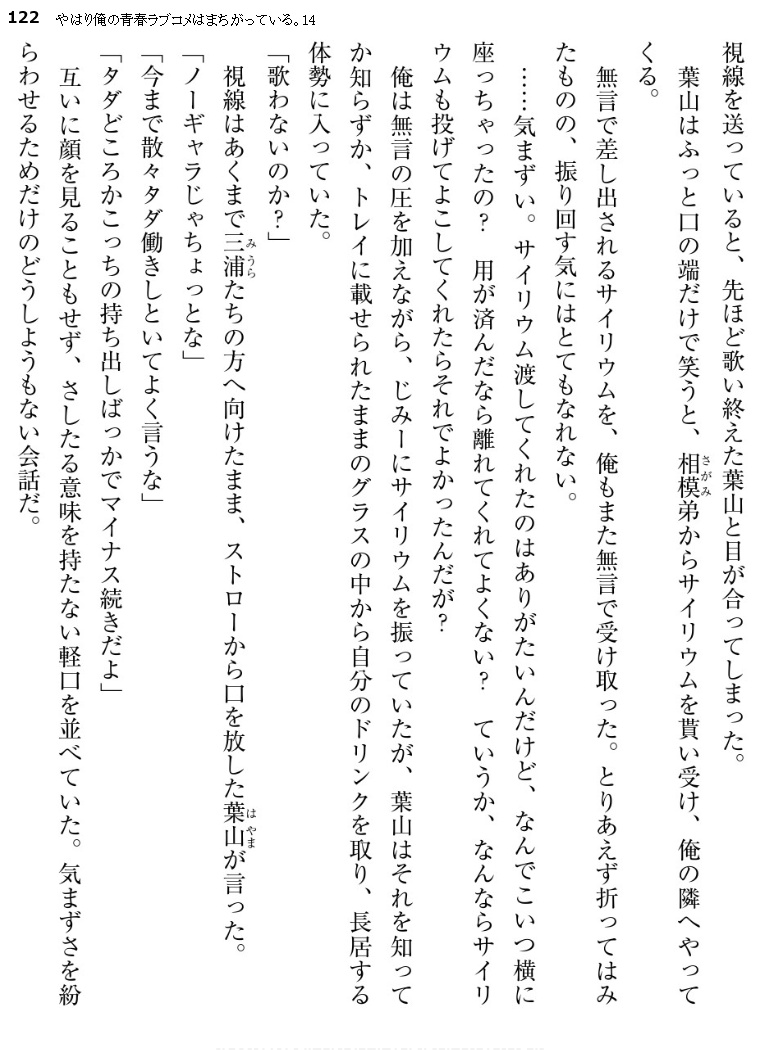 122 やはり俺の青春ラブコメはまちがっている。14
視線を送っていると、先ほど歌い終えた葉山と目が合ってしまった。
　葉山はふっと口の端だけで笑うと、相模弟からサイリウムを貰い受け、俺の隣へやって
くる。
　無言で差し出されるサイリウムを、俺もまた無言で受け取った。とりあえず折ってはみ
たものの、振り回す気にはとてもなれない。
　……気まずい。サイリウム渡してくれたのはありがたいんだけど、なんでこいつ横に
座っちゃったの？　用が済んだなら離れてくれてよくない？　ていうか、なんならサイリ
ウムも投げてよこしてくれたらそれでよかったんだが？
　俺は無言の圧を加えながら、じみーにサイリウムを振っていたが、葉山はそれを知って
か知らずか、トレイに載せられたままのグラスの中から自分のドリンクを取り、長居する
体勢に入っていた。
「歌わないのか？」
　視線はあくまで三浦たちの方へ向けたまま、ストローから口を放した葉山が言った。
「ノーギャラじゃちょっとな」
「今まで散々タダ働きしといてよく言うな」
「タダどころかこっちの持ち出しばっかでマイナス続きだよ」
　互いに顔を見ることもせず、さしたる意味を持たない軽口を並べていた。気まずさを紛
らわせるためだけのどうしようもない会話だ。
さがみ
みうら
はやま